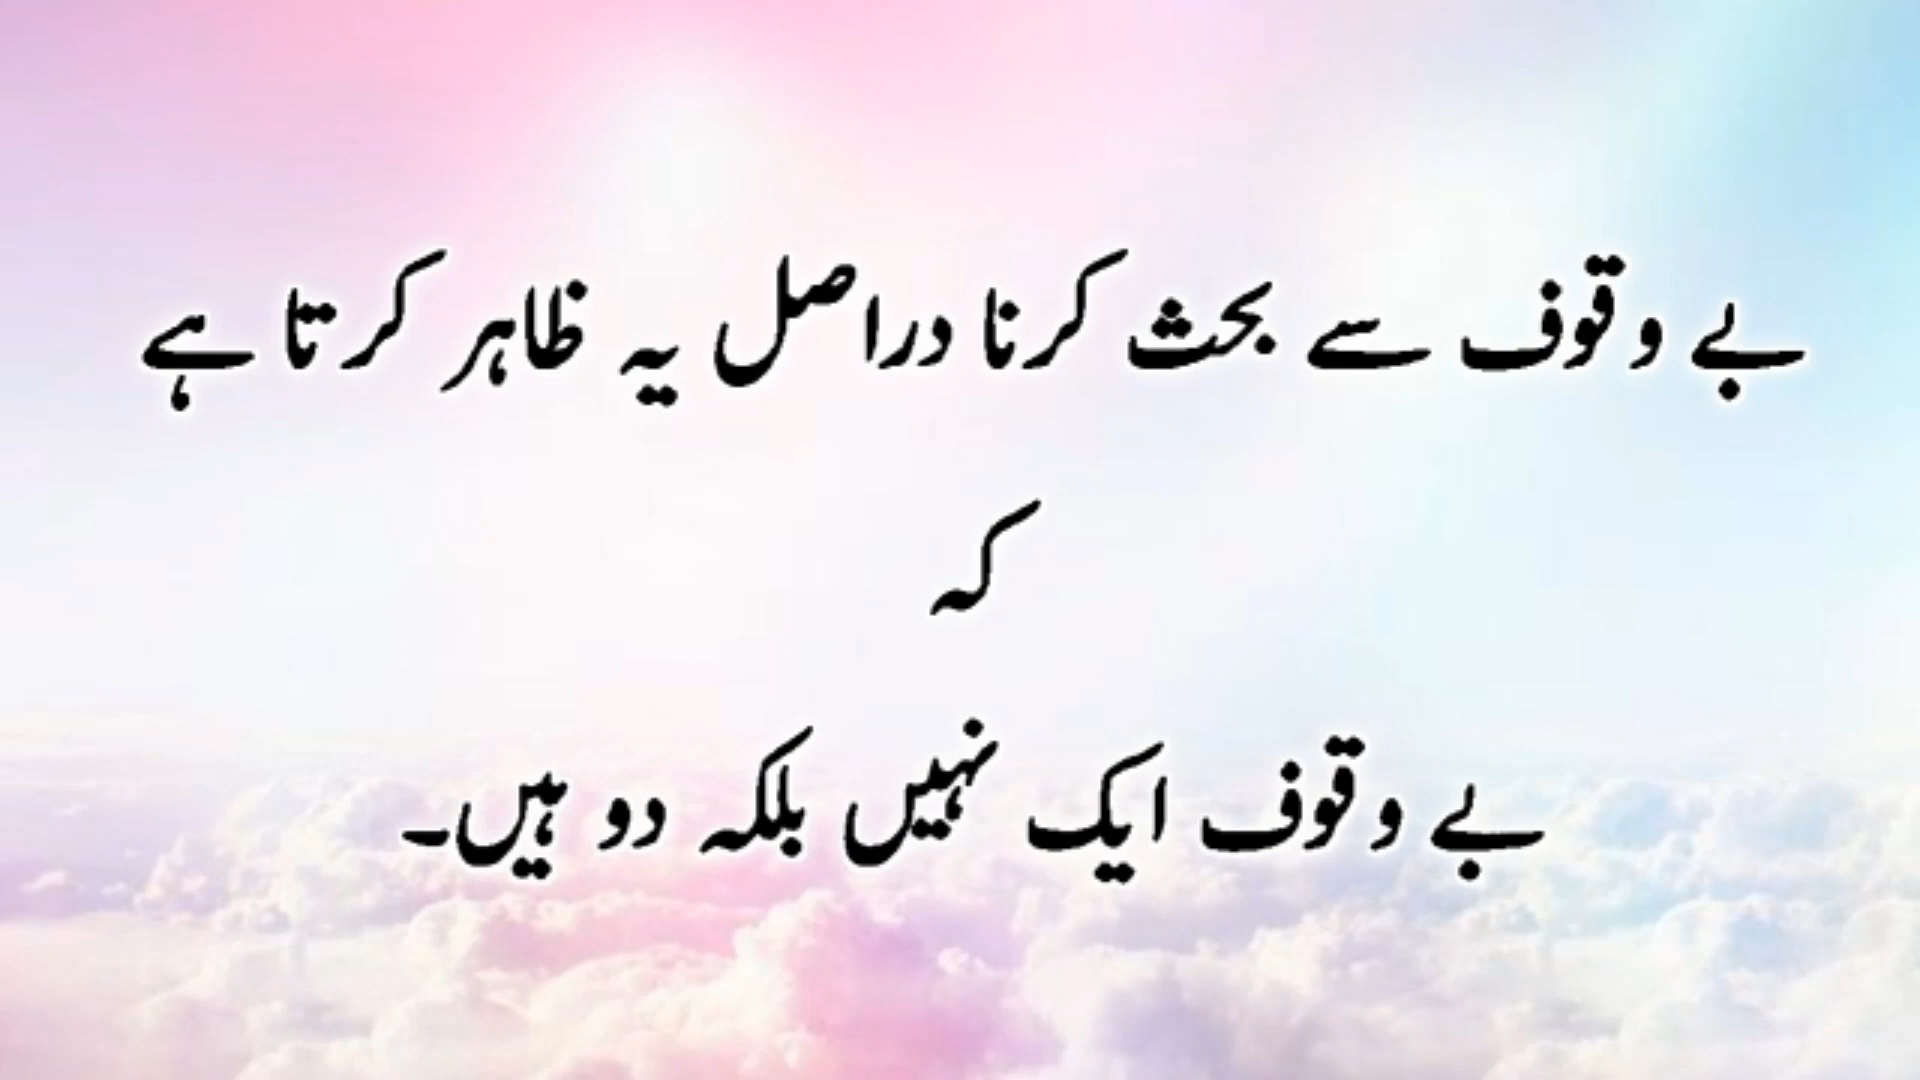 بے وقوف سے بحث کرنا دراصل یہ ظاہر کرتا ہے
کہ
بے وقوف ایک نہیں بلکہ دو ہیں۔